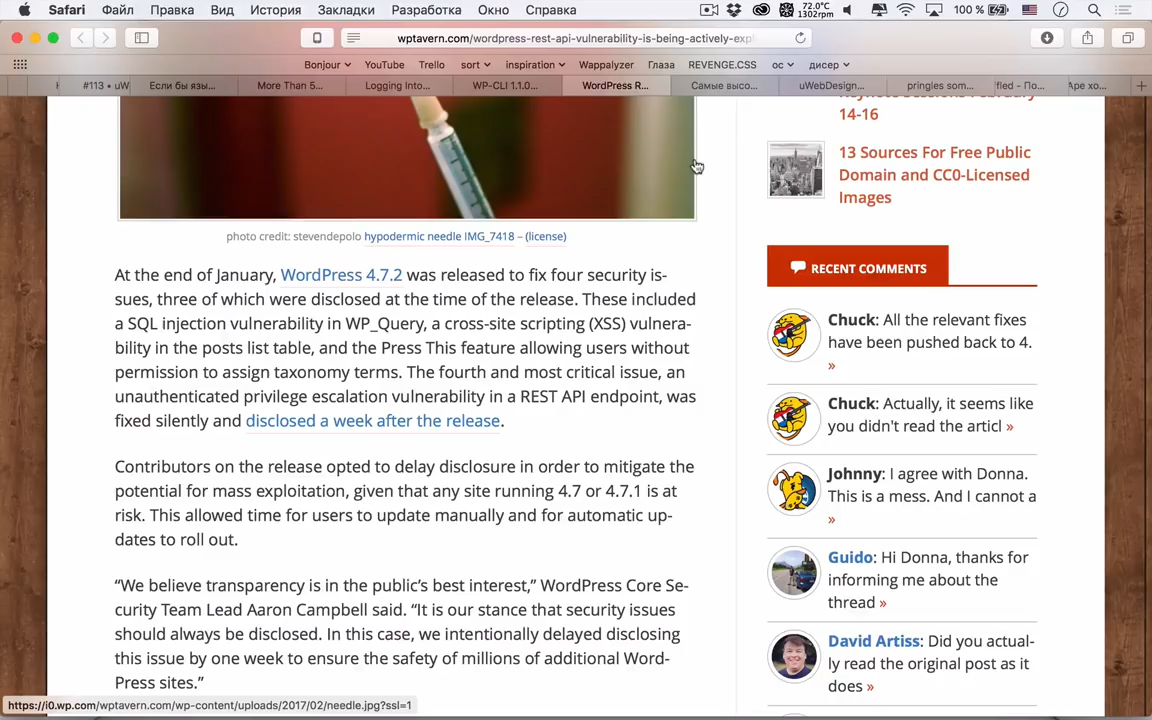 Safari Файл Правка Вид История Закладки Разработка Окно Справка 72.0°C 1302rpm 100 %
wptavern.com/wordpress-rest-api-vulnerability-is-being-actively-expl
Bonjour YouTube Trello sort inspiration Wappalyzer Глаза REVENGE.CSS ос дисер
#113 • uW Если бы язы... More Than 5... Logging Into... WP-CLI 1.1.0... WordPress R... Самые высо... uWebDesign... pringles som... fied - По... Аре хо...
14-16
13 Sources For Free Public
Domain and CC0-Licensed
Images
photo credit: stevendepolo hypodermic needle IMG_7418 – (license)
At the end of January, WordPress 4.7.2 was released to fix four security is-
sues, three of which were disclosed at the time of the release. These included
a SQL injection vulnerability in WP_Query, a cross-site scripting (XSS) vulnera-
bility in the posts list table, and the Press This feature allowing users without
permission to assign taxonomy terms. The fourth and most critical issue, an
unauthenticated privilege escalation vulnerability in a REST API endpoint, was
fixed silently and disclosed a week after the release.
Contributors on the release opted to delay disclosure in order to mitigate the
potential for mass exploitation, given that any site running 4.7 or 4.7.1 is at
risk. This allowed time for users to update manually and for automatic up-
dates to roll out.
“We believe transparency is in the public’s best interest,” WordPress Core Se-
curity Team Lead Aaron Campbell said. “It is our stance that security issues
should always be disclosed. In this case, we intentionally delayed disclosing
this issue by one week to ensure the safety of millions of additional Word-
Press sites.”
RECENT COMMENTS
Chuck: All the relevant fixes
have been pushed back to 4.
»
Chuck: Actually, it seems like
you didn't read the articl »
Johnny: I agree with Donna.
This is a mess. And I cannot a
»
Guido: Hi Donna, thanks for
informing me about the
thread »
David Artiss: Did you actual-
ly read the original post as it
does »
https://i0.wp.com/wptavern.com/wp-content/uploads/2017/02/needle.jpg?ssl=1